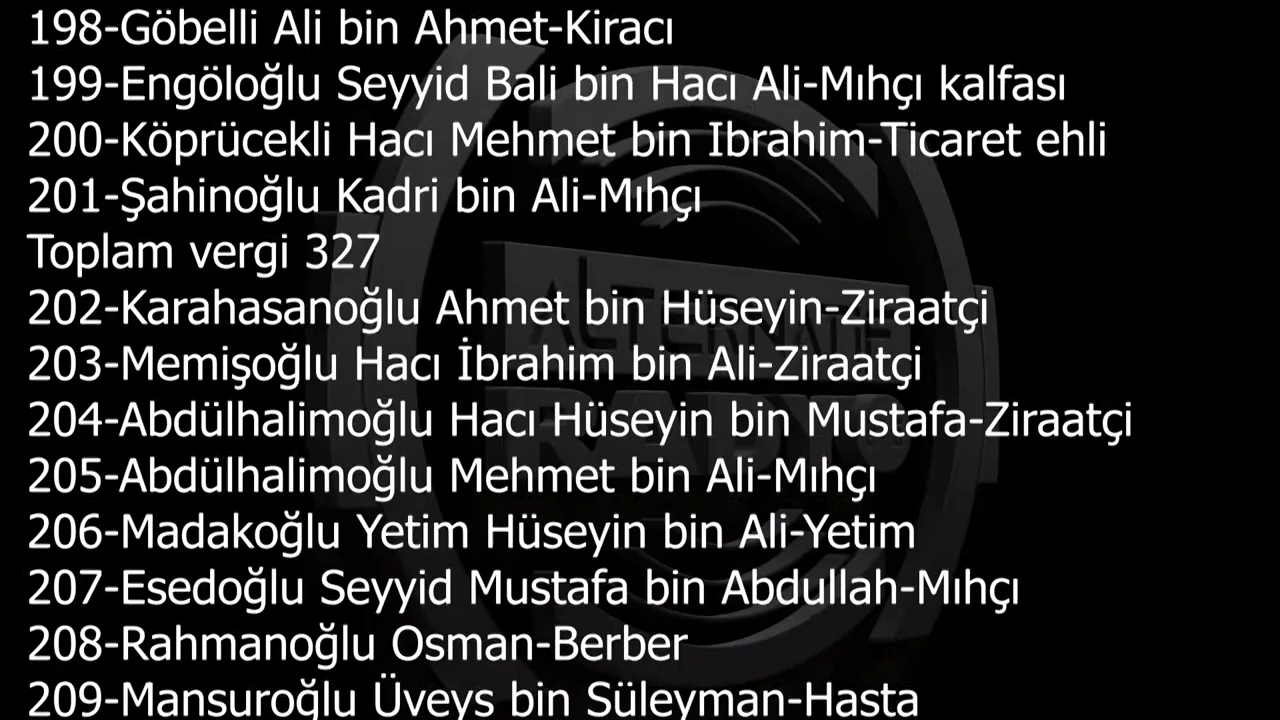 198-Göbelli Ali bin Ahmet-Kiracı
199-Engöloğlu Seyyid Bali bin Hacı Ali-Mıhçı kalfası
200-Köprücekli Hacı Mehmet bin Ibrahim-Ticaret ehli
201-Şahinoğlu Kadri bin Ali-Mıhçı
Toplam vergi 327
202-Karahasanoğlu Ahmet bin Hüseyin-Ziraatçi
203-Memişoğlu Hacı İbrahim bin Ali-Ziraatçi
204-Abdülhalimoğlu Hacı Hüseyin bin Mustafa-Ziraatçi
205-Abdülhalimoğlu Mehmet bin Ali-Mıhçı
206-Madakoğlu Yetim Hüseyin bin Ali-Yetim
207-Esedoğlu Seyyid Mustafa bin Abdullah-Mıhçı
208-Rahmanoğlu Osman-Berber
209-Mansuroğlu Üveys bin Süleyman-Hasta